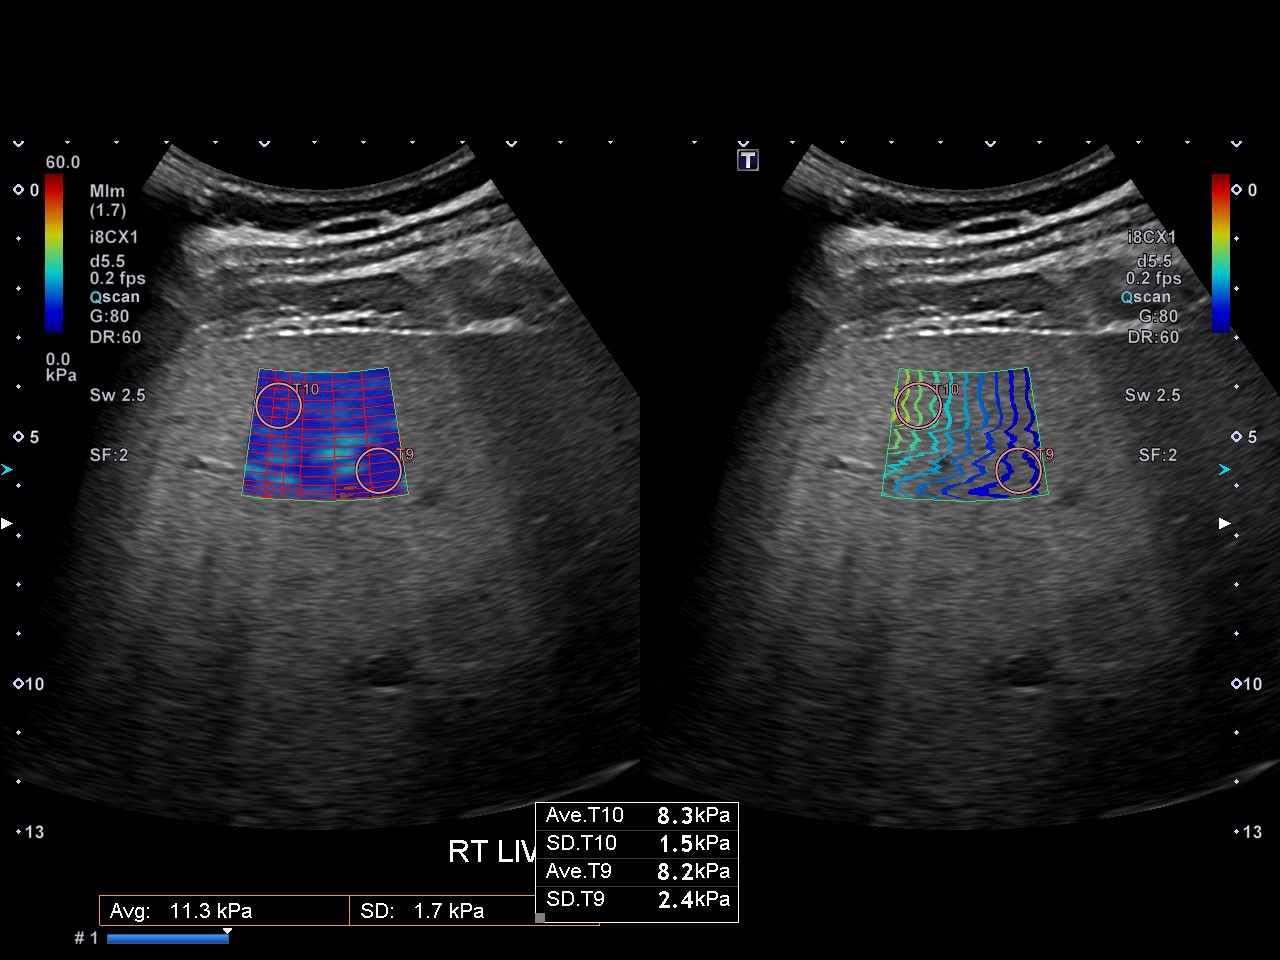 T
60.0
0
MIm
(1.7)
i8CX1
d5.5
0.2 fps
Qscan
G:80
DR:60
0.0
kPa
Sw 2.5
5
SF:2
10
13
T10
T9
0
i8CX1
d5.5
0.2 fps
Qscan
G:80
DR:60
Sw 2.5
5
SF:2
10
13
T10
T9
RT LIV
Ave.T10 8.3kPa
SD.T10 1.5kPa
Ave.T9 8.2kPa
SD.T9 2.4kPa
Avg: 11.3 kPa SD: 1.7 kPa
# 1